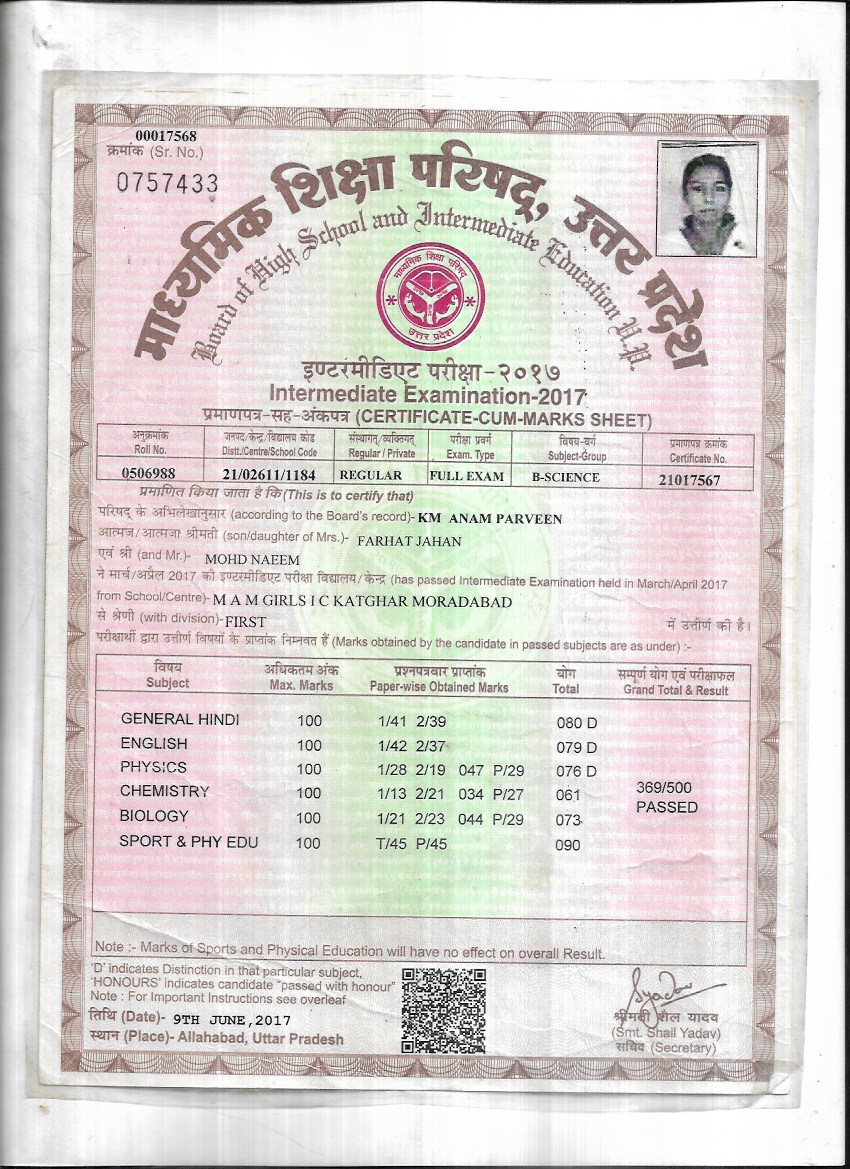 00017568
क्रमांक (Sr. No.)
0757433
माध्यमिक शिक्षा परिषद्, उत्तर प्रदेश
Board of High School and Intermediate Education U.P.
माध्यमिक शिक्षा परिषद
उत्तर प्रदेश
इण्टरमीडिएट परीक्षा-२०१७
Intermediate Examination-2017
प्रमाणपत्र-सह-अंकपत्र (CERTIFICATE-CUM-MARKS SHEET)
अनुक्रमांक जनपद/केन्द्र/विद्यालय कोड संस्थागत्/व्यक्तिगत् परीक्षा प्रवर्ग विषय-वर्ग प्रमाणपत्र क्रमांक
Roll No. Distt./Centre/School Code Regular / Private Exam. Type Subject-Group Certificate No.
0506988 21/02611/1184 REGULAR FULL EXAM B-SCIENCE 21017567
प्रमाणित किया जाता है कि (This is to certify that)
परिषद् के अभिलेखानुसार (according to the Board's record)- KM ANAM PARVEEN
आत्मज/आत्मजा श्रीमती (son/daughter of Mrs.)- FARHAT JAHAN
एवं श्री (and Mr.)- MOHD NAEEM
ने मार्च/अप्रैल 2017 की इण्टरमीडिएट परीक्षा विद्यालय/केन्द्र (has passed Intermediate Examination held in March/April 2017
from School/Centre)- M A M GIRLS I C KATGHAR MORADABAD
से श्रेणी (with division)- FIRST में उत्तीर्ण की है।
परीक्षार्थी द्वारा उत्तीर्ण विषयों के प्राप्तांक निम्नवत हैं (Marks obtained by the candidate in passed subjects are as under) :-
विषय अधिकतम अंक प्रश्नपत्रवार प्राप्तांक योग सम्पूर्ण योग एवं परीक्षाफल
Subject Max. Marks Paper-wise Obtained Marks Total Grand Total & Result
GENERAL HINDI 100 1/41 2/39 080 D
ENGLISH 100 1/42 2/37 079 D
PHYSICS 100 1/28 2/19 047 P/29 076 D
CHEMISTRY 100 1/13 2/21 034 P/27 061
369/500
PASSED
BIOLOGY 100 1/21 2/23 044 P/29 073
SPORT & PHY EDU 100 T/45 P/45 090
Note :- Marks of Sports and Physical Education will have no effect on overall Result.
'D' indicates Distinction in that particular subject,
'HONOURS' indicates candidate "passed with honour"
Note : For Important Instructions see overleaf
तिथि (Date)- 9TH JUNE,2017
स्थान (Place)- Allahabad, Uttar Pradesh
श्रीमती शैल यादव
(Smt. Shail Yadav)
सचिव (Secretary)